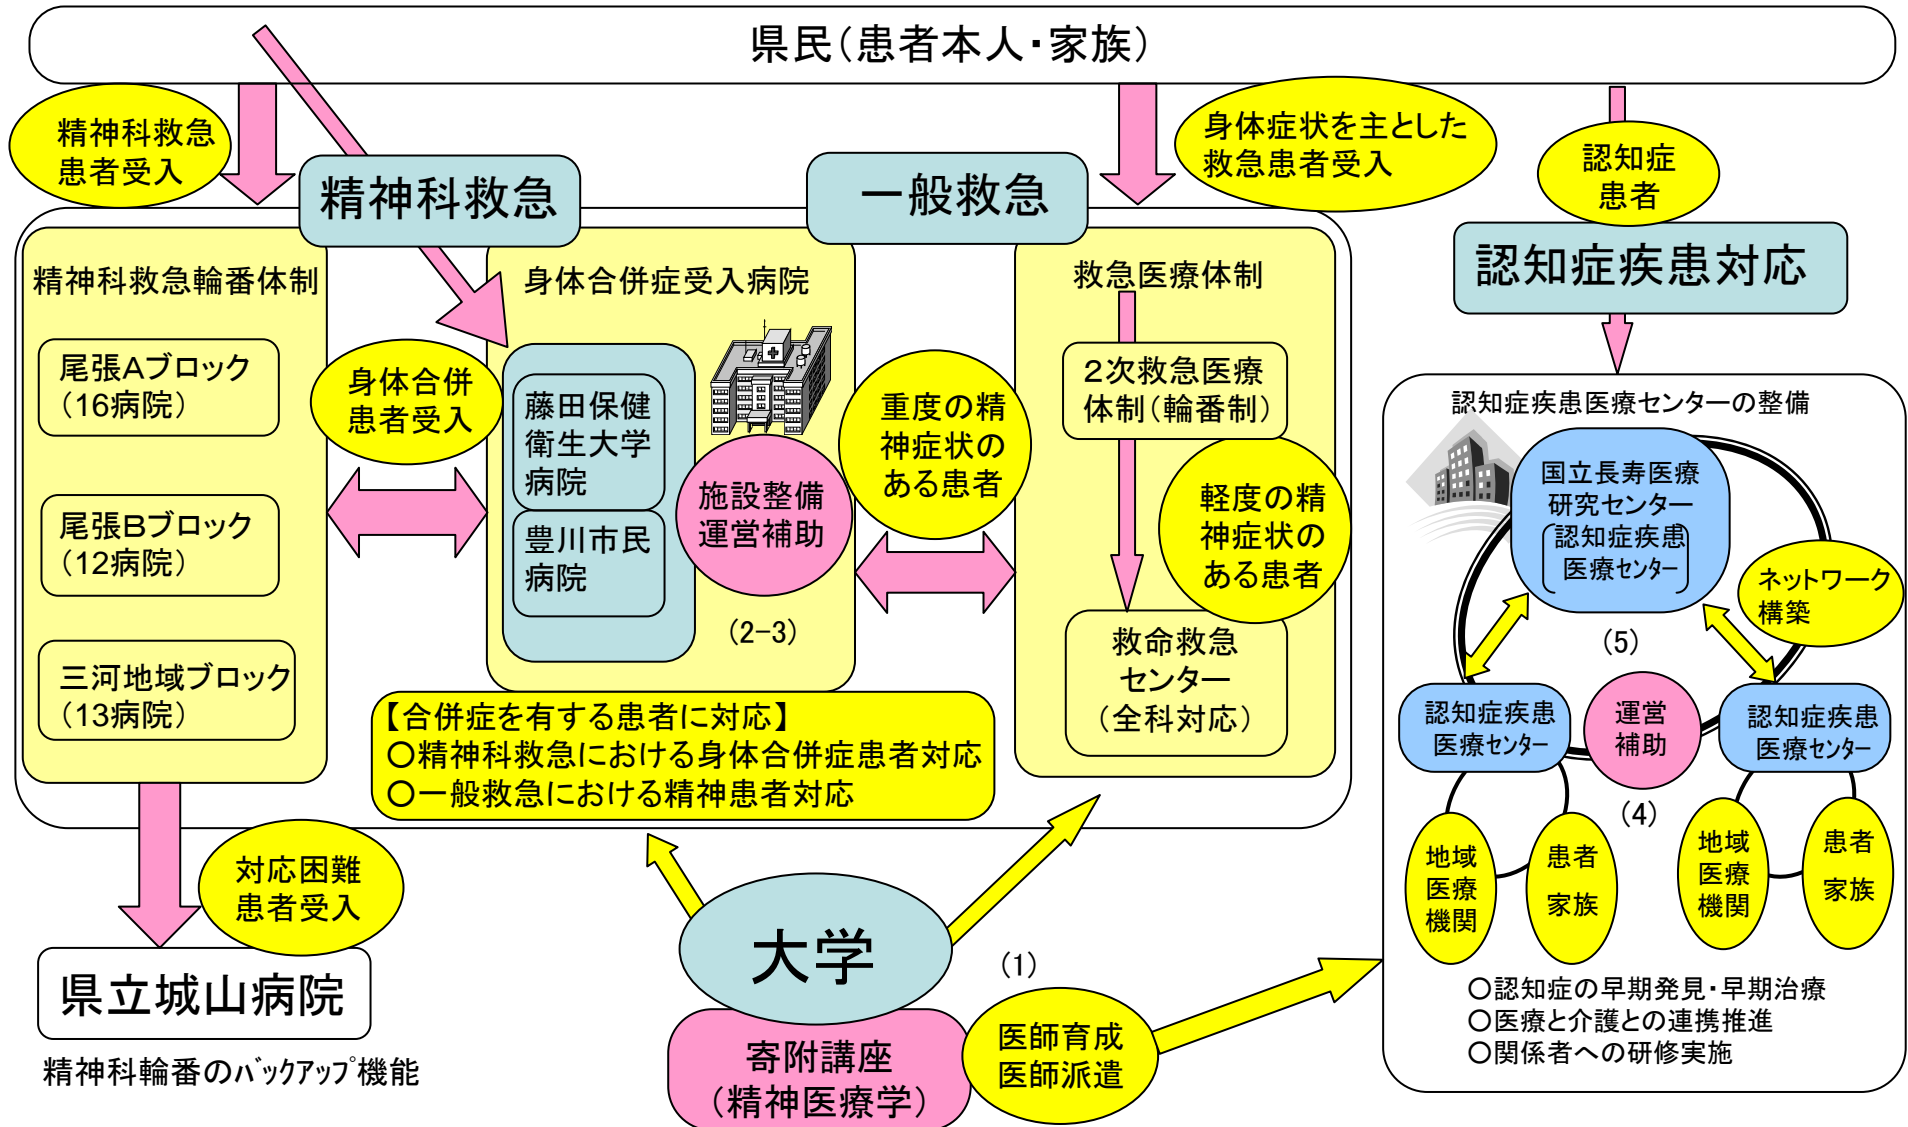 県民(患者本人・家族)
精神科救急
患者受入
身体症状を主とした
救急患者受入
認知症
患者
精神科救急
一般救急
認知症疾患対応
精神科救急輪番体制
尾張Aブロック
(16病院)
尾張Bブロック
(12病院)
三河地域ブロック
(13病院)
身体合併
患者受入
身体合併症受入病院
藤田保健
衛生大学
病院
豊川市民
病院
施設整備
運営補助
(2-3)
重度の精
神症状の
ある患者
救急医療体制
2次救急医療
体制(輪番制)
軽度の精
神症状の
ある患者
救命救急
センター
(全科対応)
【合併症を有する患者に対応】
○精神科救急における身体合併症患者対応
○一般救急における精神患者対応
対応困難
患者受入
県立城山病院
精神科輪番のバックアップ機能
大学
(1)
寄附講座
(精神医療学)
医師育成
医師派遣
認知症疾患医療センターの整備
国立長寿医療
研究センター
認知症疾患
医療センター
ネットワーク
構築
(5)
認知症疾患
医療センター
運営
補助
認知症疾患
医療センター
(4)
地域
医療
機関
患者
家族
地域
医療
機関
患者
家族
○認知症の早期発見・早期治療
○医療と介護との連携推進
○関係者への研修実施